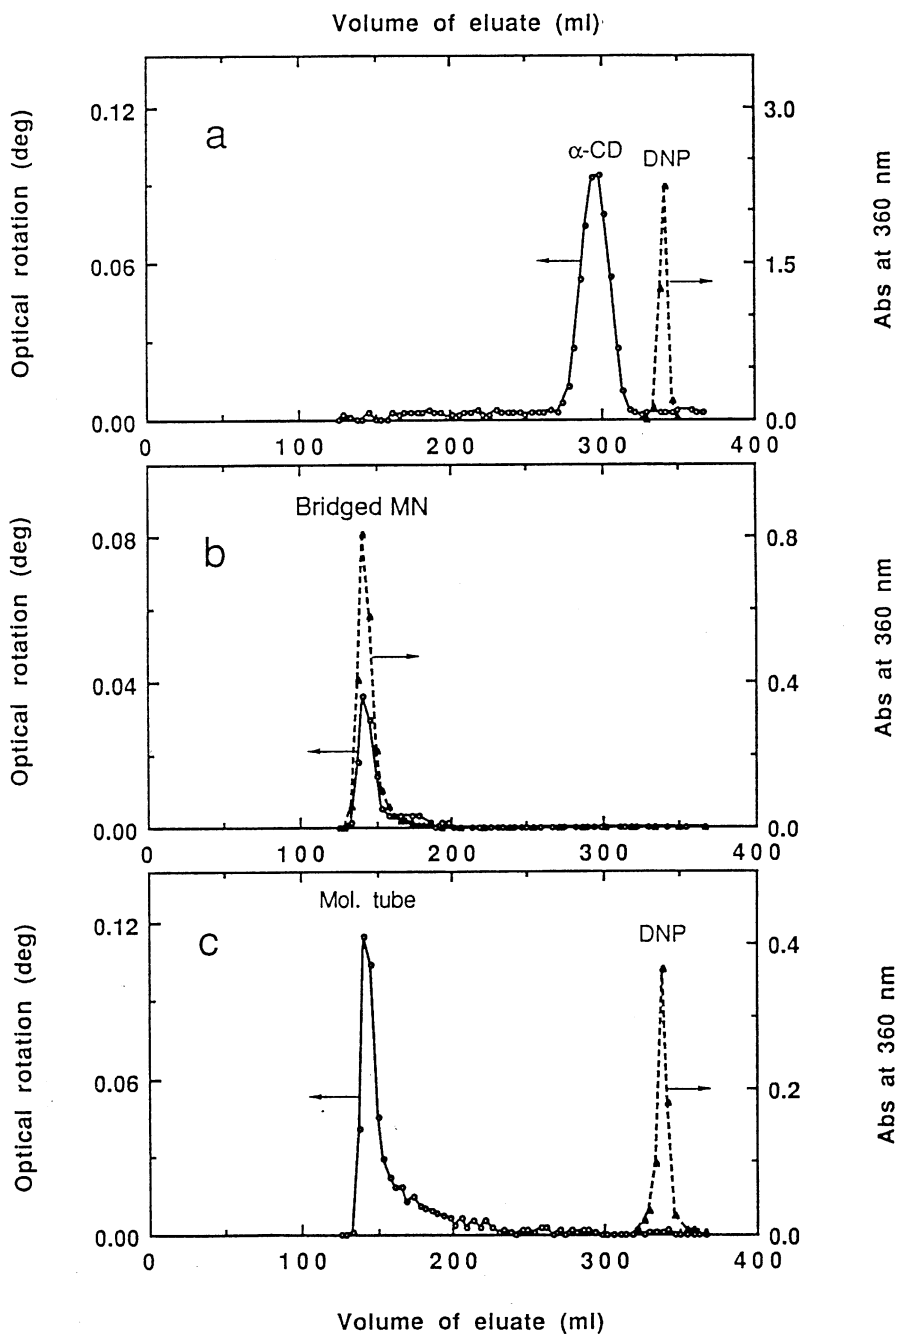 Volume of eluate (ml)
Optical rotation (deg)
0.12
0.06
0.00
a
α-CD
DNP
3.0
1.5
0.0
Abs at 360 nm
0 100 200 300 400
Optical rotation (deg)
0.08
0.04
0.00
b
Bridged MN
0.8
0.4
0.0
Abs at 360 nm
0 100 200 300 400
Optical rotation (deg)
0.12
0.06
0.00
c
Mol. tube
DNP
0.4
0.2
0.0
Abs at 360 nm
0 100 200 300 400
Volume of eluate (ml)